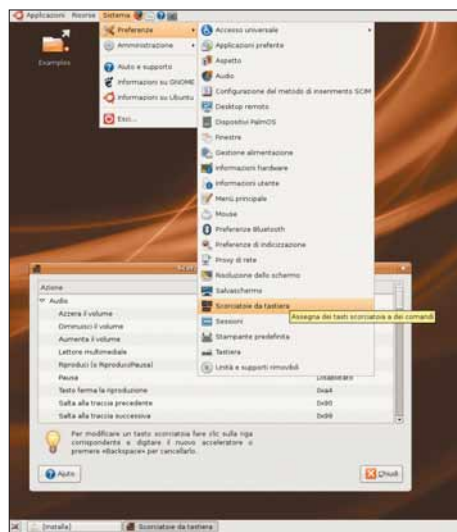 Applicazioni Risorse Sistema
Preferenze
Amministrazione
Aiuto e supporto
Informazioni su GNOME
Informazioni su Ubuntu
Esci...
Examples
Accesso universale
Applicazioni preferite
Aspetto
Audio
Configurazione del metodo di inserimento SCIM
Desktop remoto
Dispositivi PalmOS
Finestre
Gestione alimentazione
Informazioni hardware
Informazioni utente
Menù principale
Mouse
Preferenze Bluetooth
Preferenze di indicizzazione
Proxy di rete
Risoluzione dello schermo
Salvaschermo
Scorciatoie da tastiera
Assegna dei tasti scorciatoia a dei comandi
Sessioni
Stampante predefinita
Tastiera
Unità e supporti rimovibili
Azione
Audio
Azzera il volume
Diminuisci il volume
Aumenta il volume
Lettore multimediale
Riproduci (o Riproduci/Pausa)
Pausa Disabilitato
Tasto ferma la riproduzione 0xa4
Salta alla traccia precedente 0x90
Salta alla traccia successiva 0x99
Per modificare un tasto scorciatoia fare clic sulla riga
corrispondente e digitare il nuovo acceleratore o
premere «Backspace» per cancellarlo.
Aiuto
Chiudi
[Installa]
Scorciatoie da tastiera